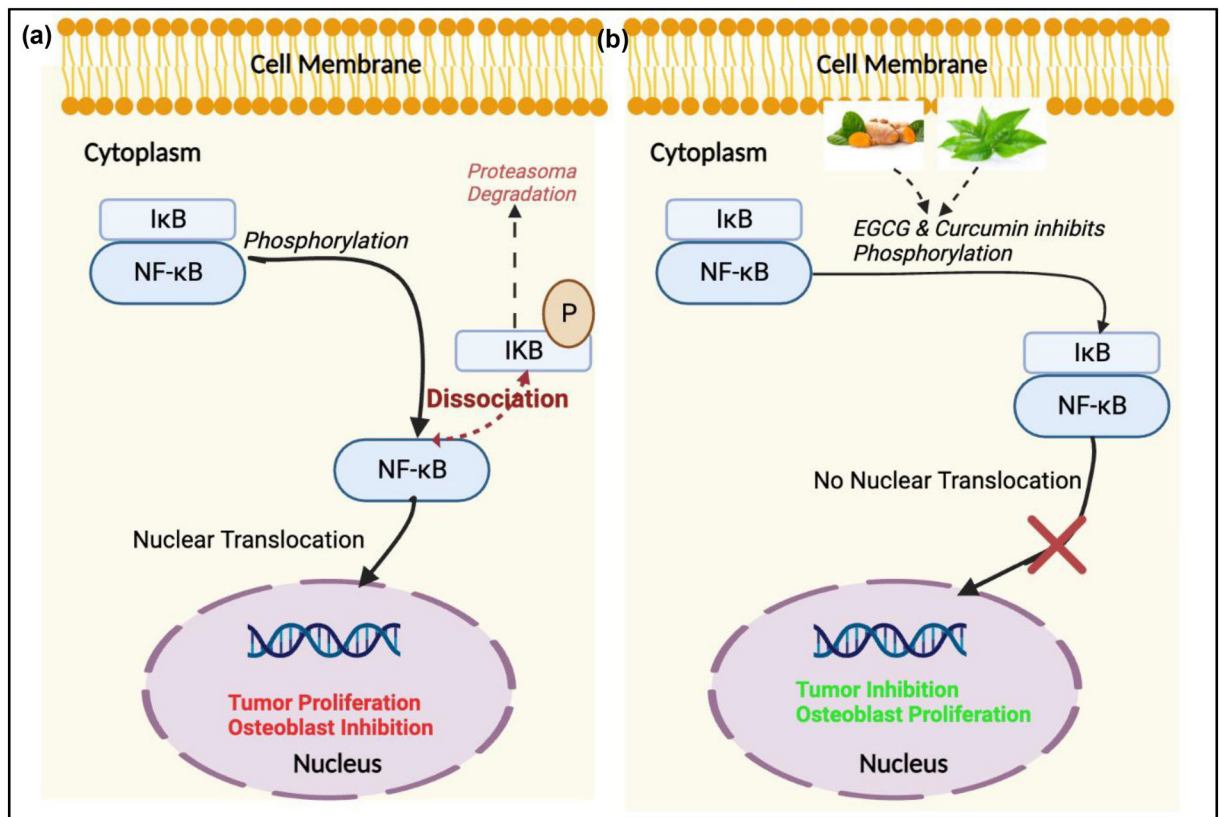 (a)
Cell Membrane
Cytoplasm
Proteasoma
Degradation
IκB
Phosphorylation
NF-κB
P
IKB
Dissociation
NF-κB
Nuclear Translocation
Tumor Proliferation
Osteoblast Inhibition
Nucleus
(b)
Cell Membrane
Cytoplasm
IκB
EGCG & Curcumin inhibits
Phosphorylation
NF-κB
IκB
NF-κB
No Nuclear Translocation
Tumor Inhibition
Osteoblast Proliferation
Nucleus